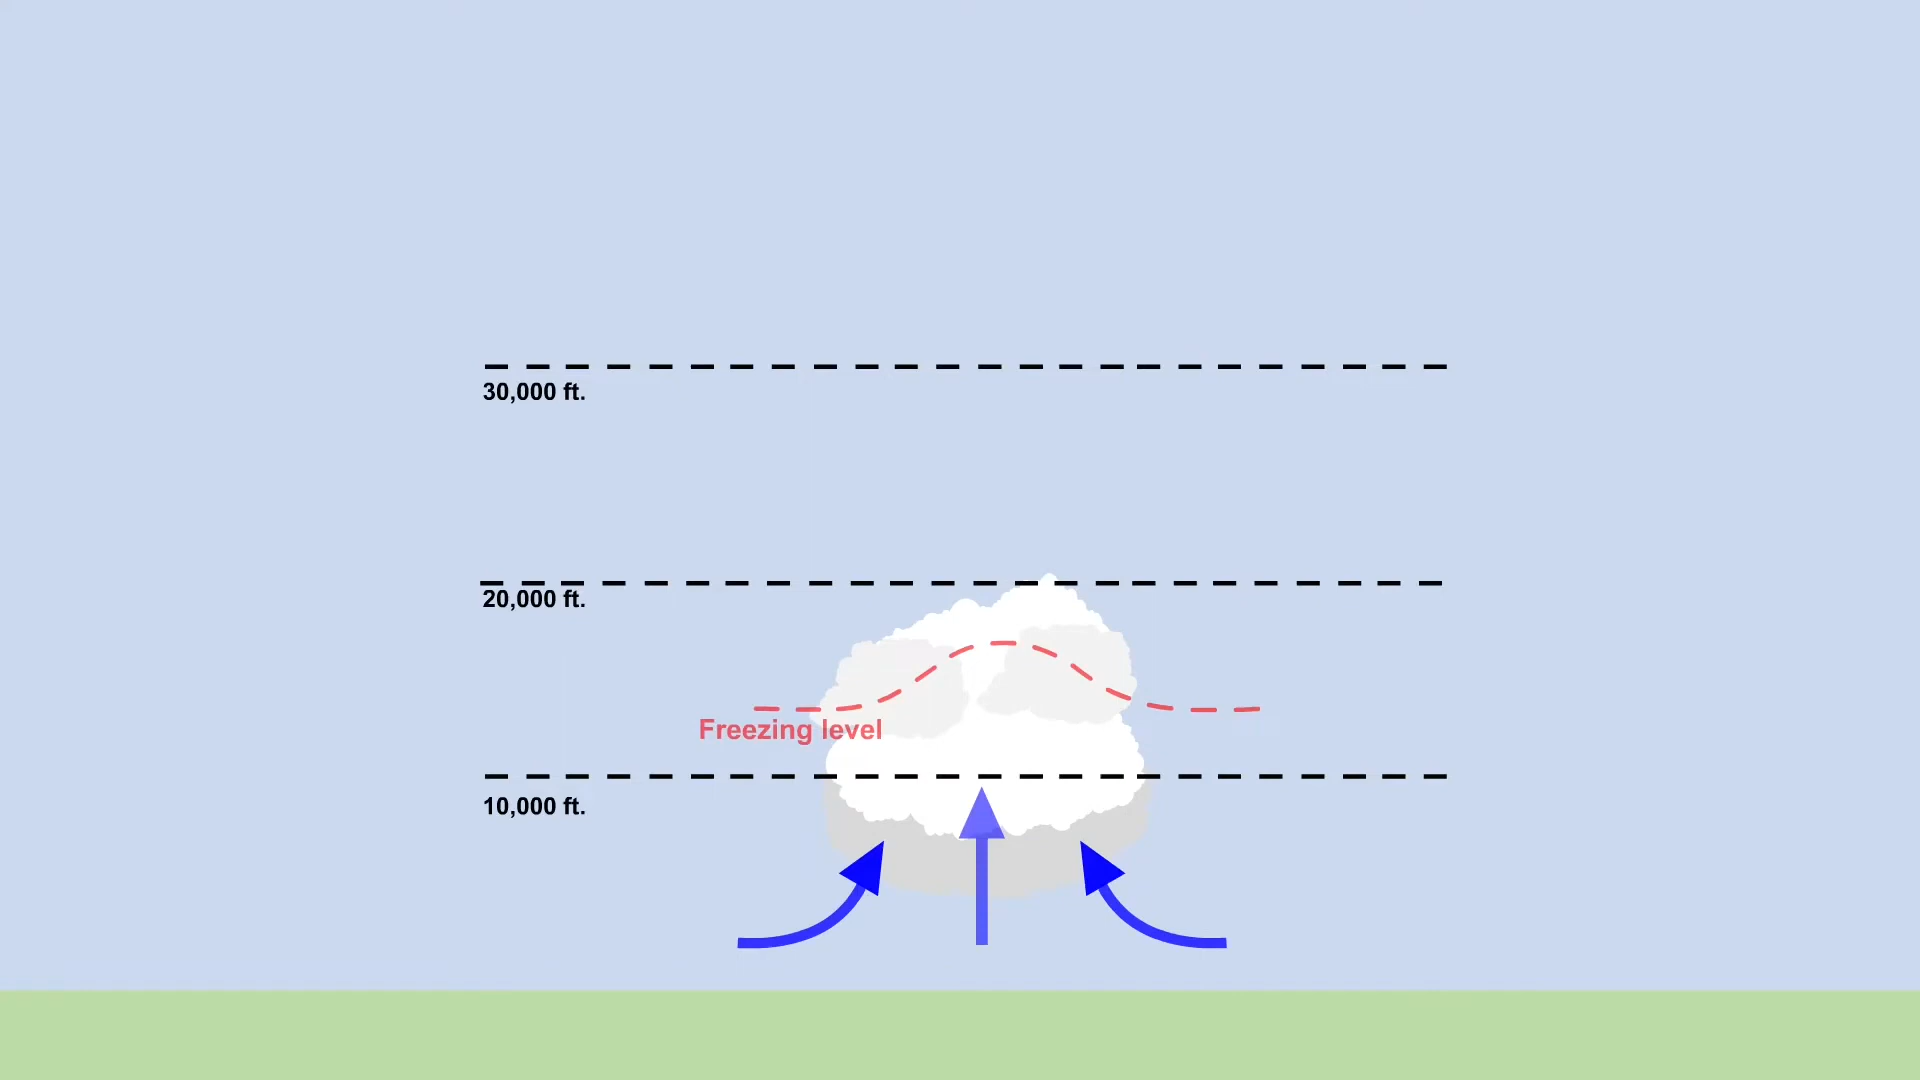 30,000 ft.
20,000 ft.
Freezing level
10,000 ft.